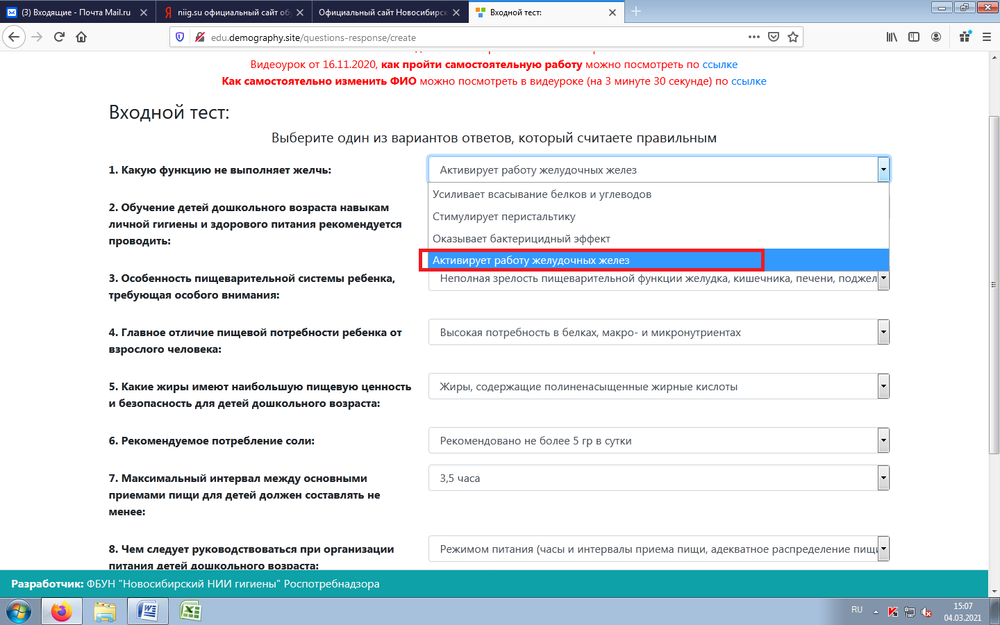 (3) Входящие - Почта Mail.ru
niig.su официальный сайт обу
Официальный сайт Новосибирск
Входной тест:
edu.demography.site/questions-response/create
Видеоурок от 16.11.2020, как пройти самостоятельную работу можно посмотреть по ссылке
Как самостоятельно изменить ФИО можно посмотреть в видеуроке (на 3 минуте 30 секунде) по ссылке
Входной тест:
Выберите один из вариантов ответов, который считаете правильным
1. Какую функцию не выполняет желчь:
Активирует работу желудочных желез
Усиливает всасывание белков и углеводов
Стимулирует перистальтику
Оказывает бактерицидный эффект
Активирует работу желудочных желез
2. Обучение детей дошкольного возраста навыкам
личной гигиены и здорового питания рекомендуется
проводить:
3. Особенность пищеварительной системы ребенка,
требующая особого внимания:
Неполная зрелость пищеварительной функции желудка, кишечника, печени, поджел
4. Главное отличие пищевой потребности ребенка от
взрослого человека:
Высокая потребность в белках, макро- и микронутриентах
5. Какие жиры имеют наибольшую пищевую ценность
и безопасность для детей дошкольного возраста:
Жиры, содержащие полиненасыщенные жирные кислоты
6. Рекомендуемое потребление соли:
Рекомендовано не более 5 гр в сутки
7. Максимальный интервал между основными
приемами пищи для детей должен составлять не
менее:
3,5 часа
8. Чем следует руководствоваться при организации
питания детей дошкольного возраста:
Режимом питания (часы и интервалы приема пищи, адекватное распределение пищи
Разработчик: ФБУН "Новосибирский НИИ гигиены" Роспотребнадзора
RU
15:07
04.03.2021